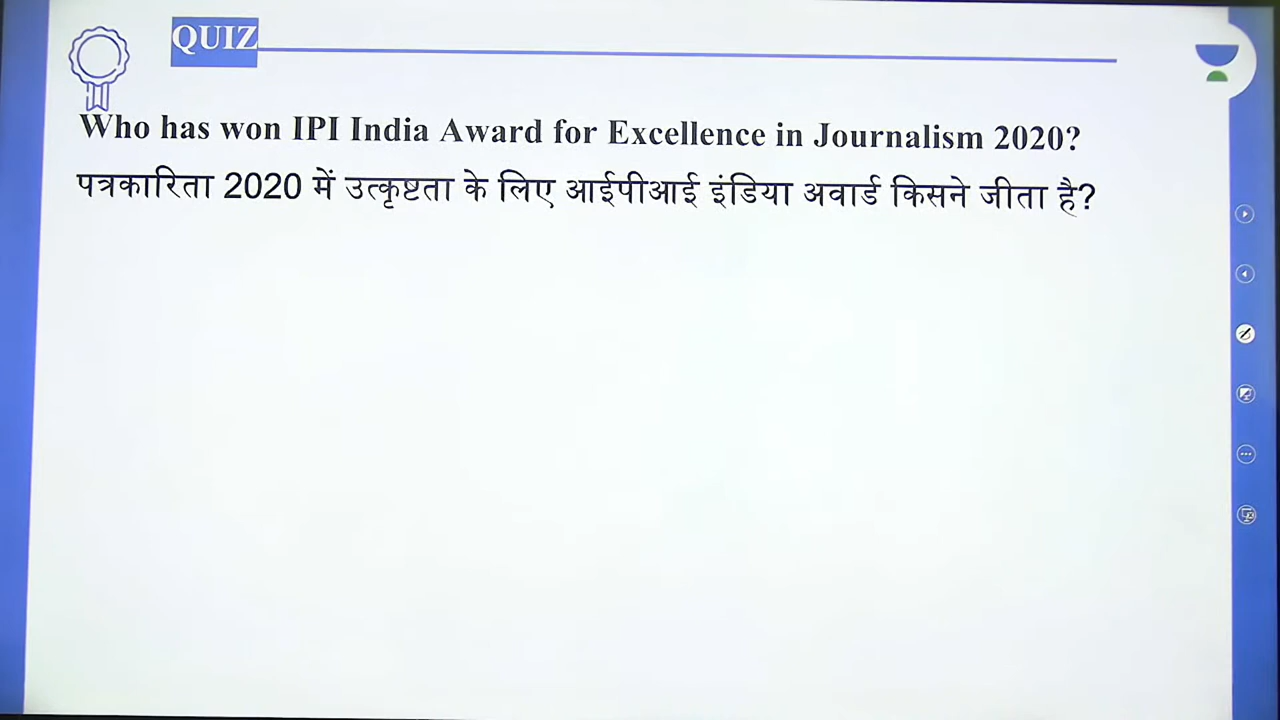 QUIZ
Who has won IPI India Award for Excellence in Journalism 2020?
पत्रकारिता 2020 में उत्कृष्टता के लिए आईपीआई इंडिया अवार्ड किसने जीता है?